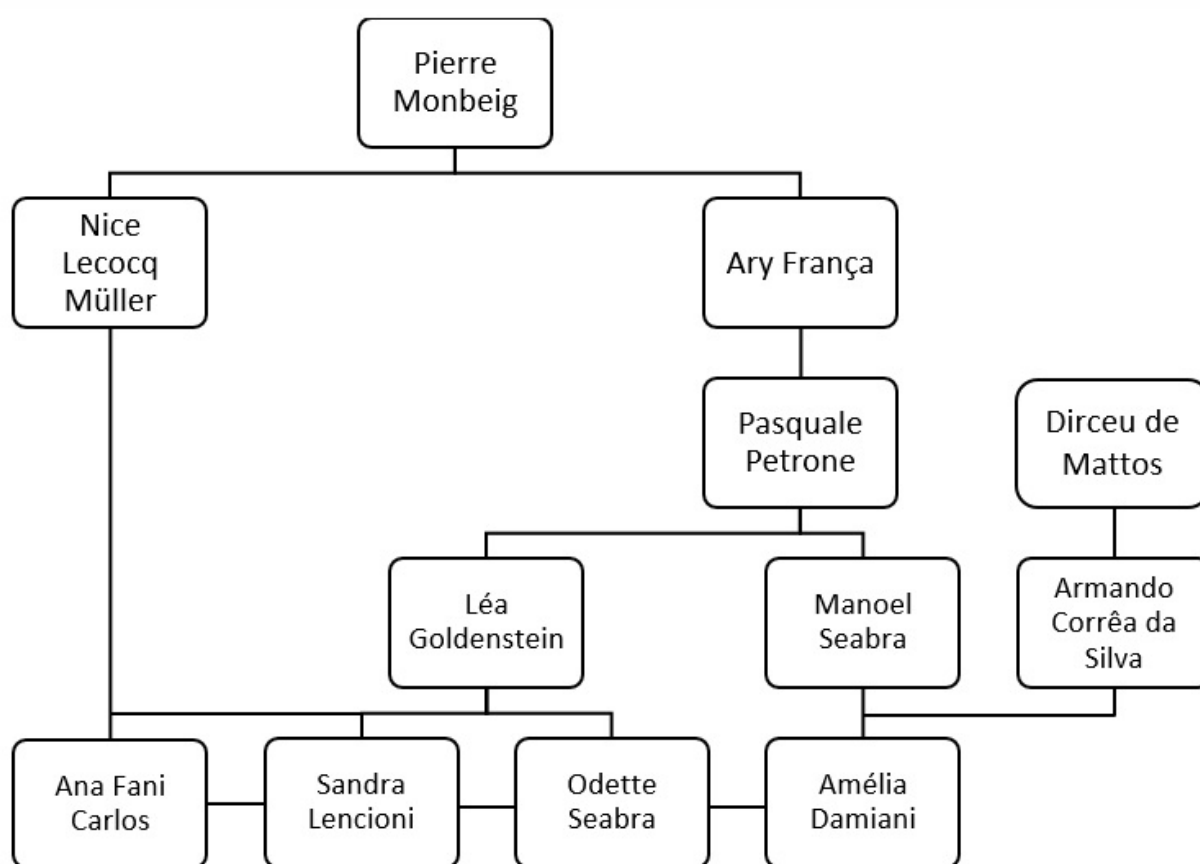 Pierre
Monbeig
Nice
Lecocq
Müller
Ary França
Pasquale
Petrone
Dirceu de
Mattos
Léa
Goldenstein
Manoel
Seabra
Armando
Corrêa da
Silva
Ana Fani
Carlos
Sandra
Lencioni
Odette
Seabra
Amélia
Damiani